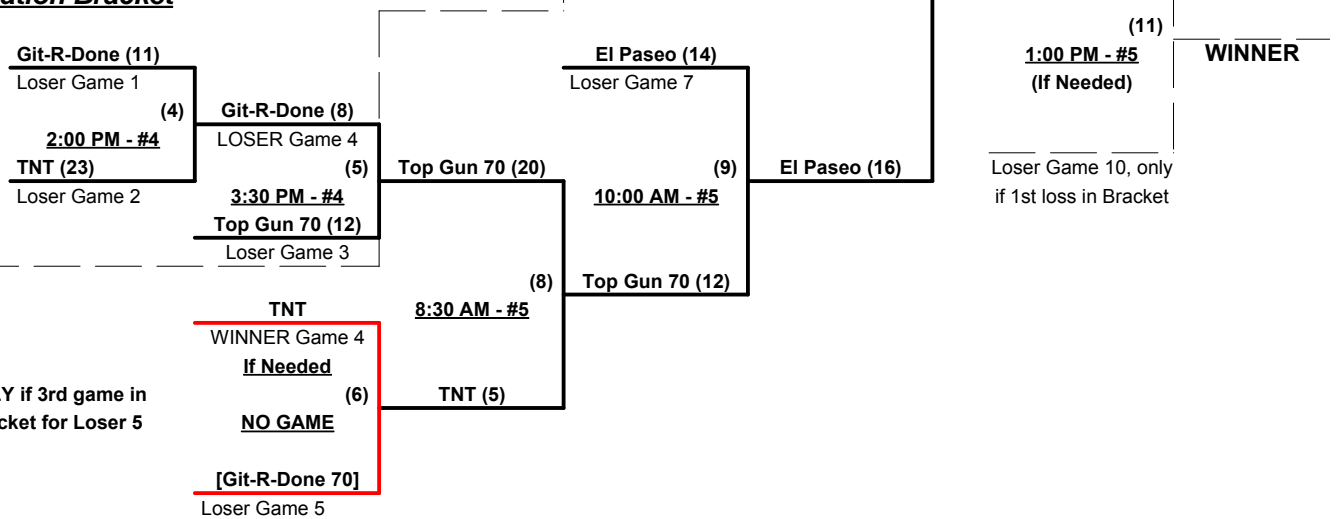 Git-R-Done (11)
Loser Game 1
(4)
2:00 PM - #4
TNT (23)
Loser Game 2
Git-R-Done (8)
LOSER Game 4
(5)
3:30 PM - #4
Top Gun 70 (12)
Loser Game 3
TNT
WINNER Game 4
If Needed
(6)
NO GAME
[Git-R-Done 70]
Loser Game 5
if 3rd game in
for Loser 5
Top Gun 70 (20)
(8)
8:30 AM - #5
TNT (5)
El Paseo (14)
Loser Game 7
(9)
10:00 AM - #5
Top Gun 70 (12)
El Paseo (16)
(11)
1:00 PM - #5
(If Needed)
Loser Game 10, only
if 1st loss in Bracket
WINNER